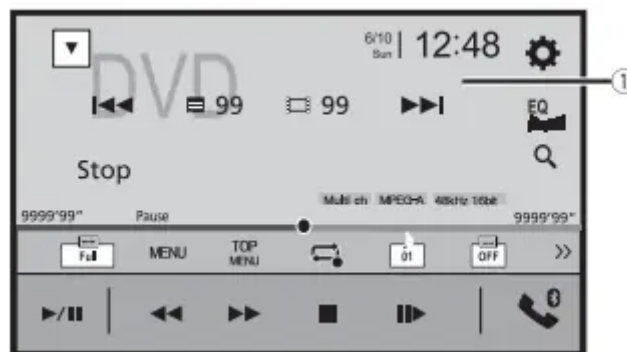 6/10
Sun
12:48
DVD
99
99
EQ
Stop
Multi ch MPEG-A 48kHz 16bit
9999'99"
Pause
9999'99"
Full
MENU
TOP
MENU
01
OFF
1